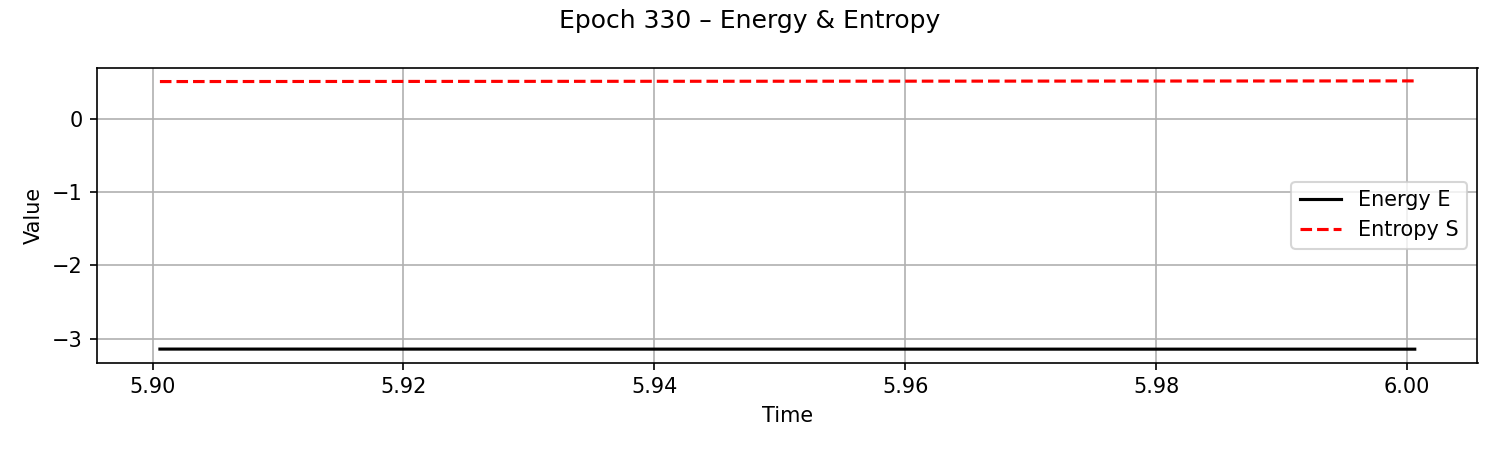 Epoch 330 – Energy & Entropy
Value
0
−1
−2
−3
Energy E
Entropy S
5.90 5.92 5.94 5.96 5.98 6.00
Time